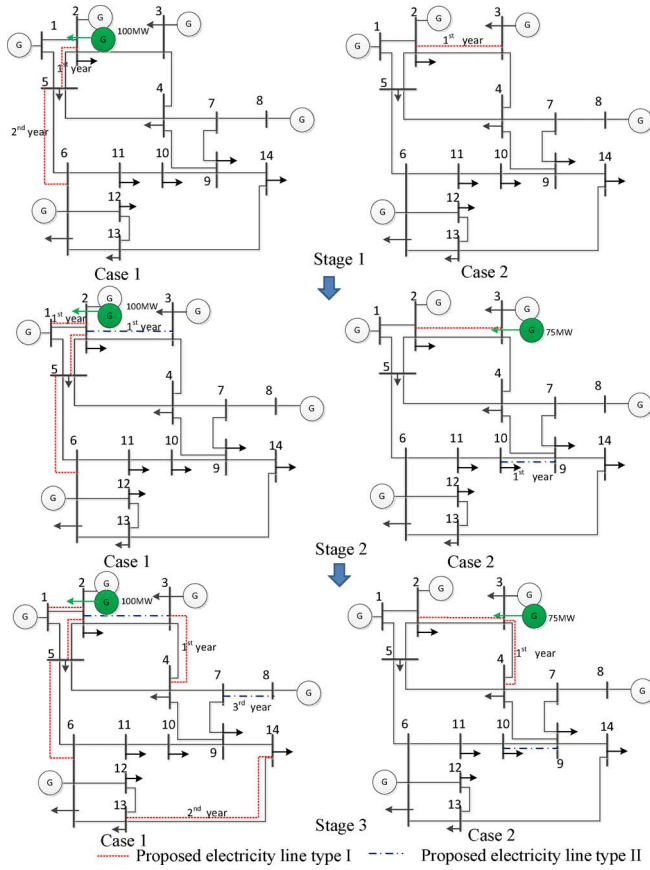 1 2 G G 100MW 3 G
G 1st year
5
2nd year
4 7 8 G
6 11 10 9 14
G 12
13
Case 1
1 2 G 3 G
G 1st year
5
4 7 8 G
6 11 10 9 14
G 12
13
Case 2
Stage 1
1 2 G G 100MW 3 G
G 1st year 1st year
5
4 7 8 G
6 11 10 9 14
G 12
13
Case 1
1 2 G 3 G
G G 75MW
5
4 7 8 G
6 11 10 9 14
1st year
G 12
13
Case 2
Stage 2
1 2 G G 100MW 3 G
G
5 4 1st year
7 8 G
3rd year
6 11 10 9 14
G 12
13 2nd year
Case 1
1 2 G 3 G
G G 75MW
5 4 1st year
7 8 G
6 11 10 9 14
G 12
13
Case 2
Stage 3
Proposed electricity line type I
Proposed electricity line type II